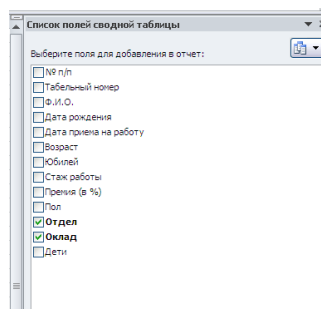 Список полей сводной таблицы
Выберите поля для добавления в отчет:
№ п/п
Табельный номер
Ф.И.О.
Дата рождения
Дата приема на работу
Возраст
Юбилей
Стаж работы
Премия (в %)
Пол
Отдел
Оклад
Дети